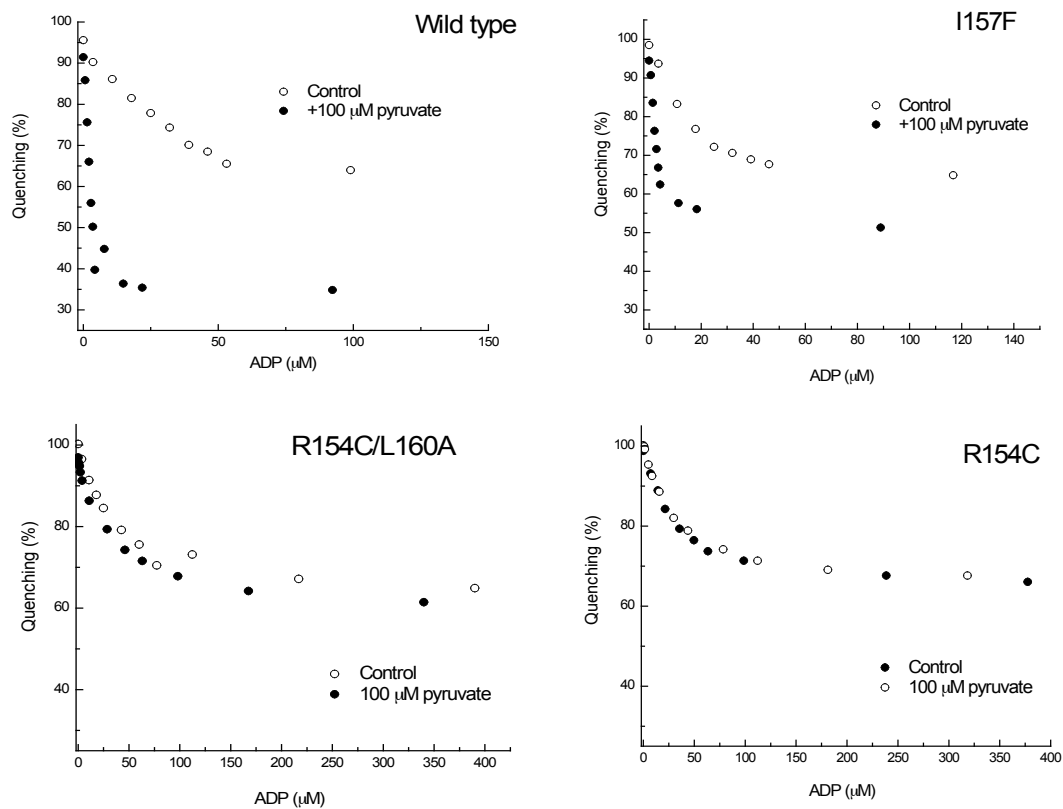 Wild type
100
90
80
70
60
50
40
30
Quenching (%)
Control
+100 μM pyruvate
0
50
100
150
ADP (μM)
I157F
100
90
80
70
60
50
40
30
Quenching (%)
Control
+100 μM pyruvate
0
20
40
60
80
100
120
140
ADP (μM)
R154C/L160A
100
80
60
40
Quenching (%)
Control
100 μM pyruvate
0
50
100
150
200
250
300
350
400
ADP (μM)
R154C
100
80
60
40
Quenching (%)
Control
100 μM pyruvate
0
50
100
150
200
250
300
350
400
ADP (μM)